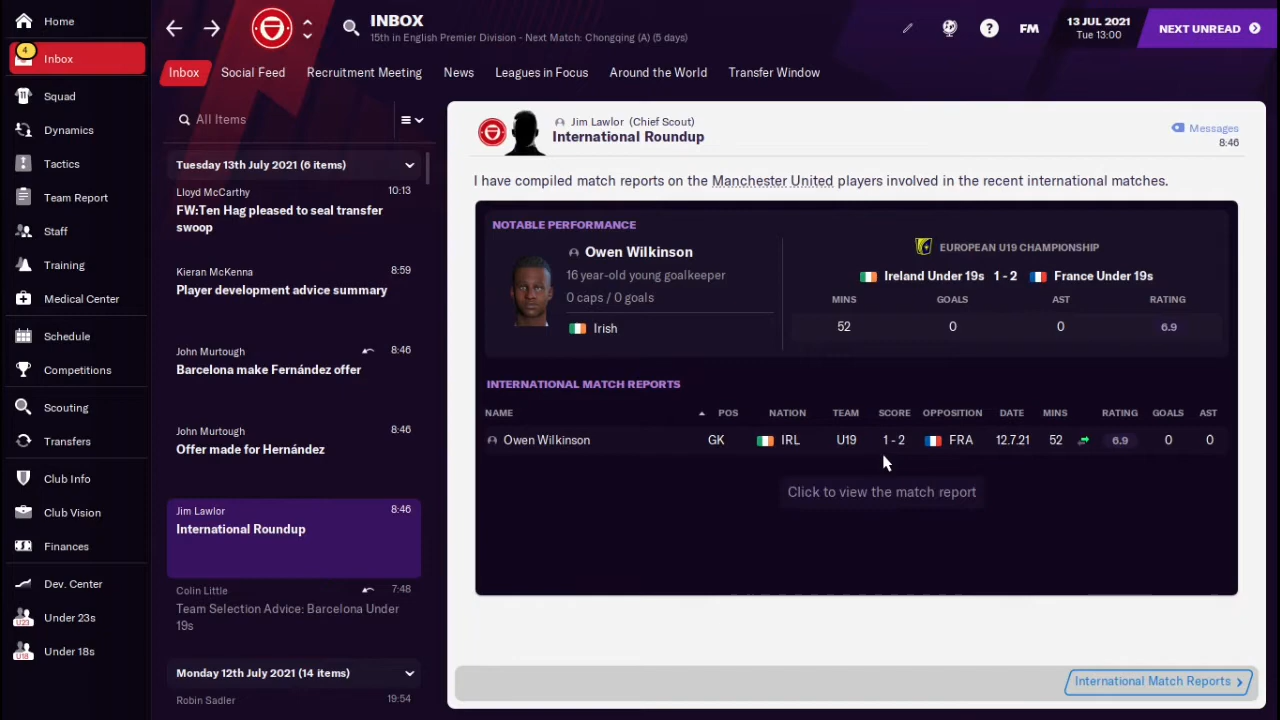 Home
4
Inbox
Squad
Dynamics
Tactics
Team Report
Staff
Training
Medical Center
Schedule
Competitions
Scouting
Transfers
Club Info
Club Vision
Finances
Dev. Center
U23
Under 23s
U18
Under 18s
INBOX
15th in English Premier Division - Next Match: Chongqing (A) (5 days)
?
FM
13 JUL 2021
Tue 13:00
NEXT UNREAD
Inbox
Social Feed
Recruitment Meeting
News
Leagues in Focus
Around the World
Transfer Window
All Items
Tuesday 13th July 2021 (6 items)
Lloyd McCarthy 10:13
FW:Ten Hag pleased to seal transfer
swoop
Kieran McKenna 8:59
Player development advice summary
John Murtough 8:46
Barcelona make Fernández offer
John Murtough 8:46
Offer made for Hernández
Jim Lawlor 8:46
International Roundup
Colin Little 7:48
Team Selection Advice: Barcelona Under
19s
Monday 12th July 2021 (14 items)
Robin Sadler 19:54
Jim Lawlor (Chief Scout)
International Roundup
Messages
8:46
I have compiled match reports on the Manchester United players involved in the recent international matches.
NOTABLE PERFORMANCE
Owen Wilkinson
16 year-old young goalkeeper
0 caps / 0 goals
Irish
EUROPEAN U19 CHAMPIONSHIP
Ireland Under 19s 1 - 2 France Under 19s
MINS GOALS AST RATING
52 0 0 6.9
INTERNATIONAL MATCH REPORTS
NAME POS NATION TEAM SCORE OPPOSITION DATE MINS RATING GOALS AST
Owen Wilkinson GK IRL U19 1 - 2 FRA 12.7.21 52 6.9 0 0
Click to view the match report
International Match Reports